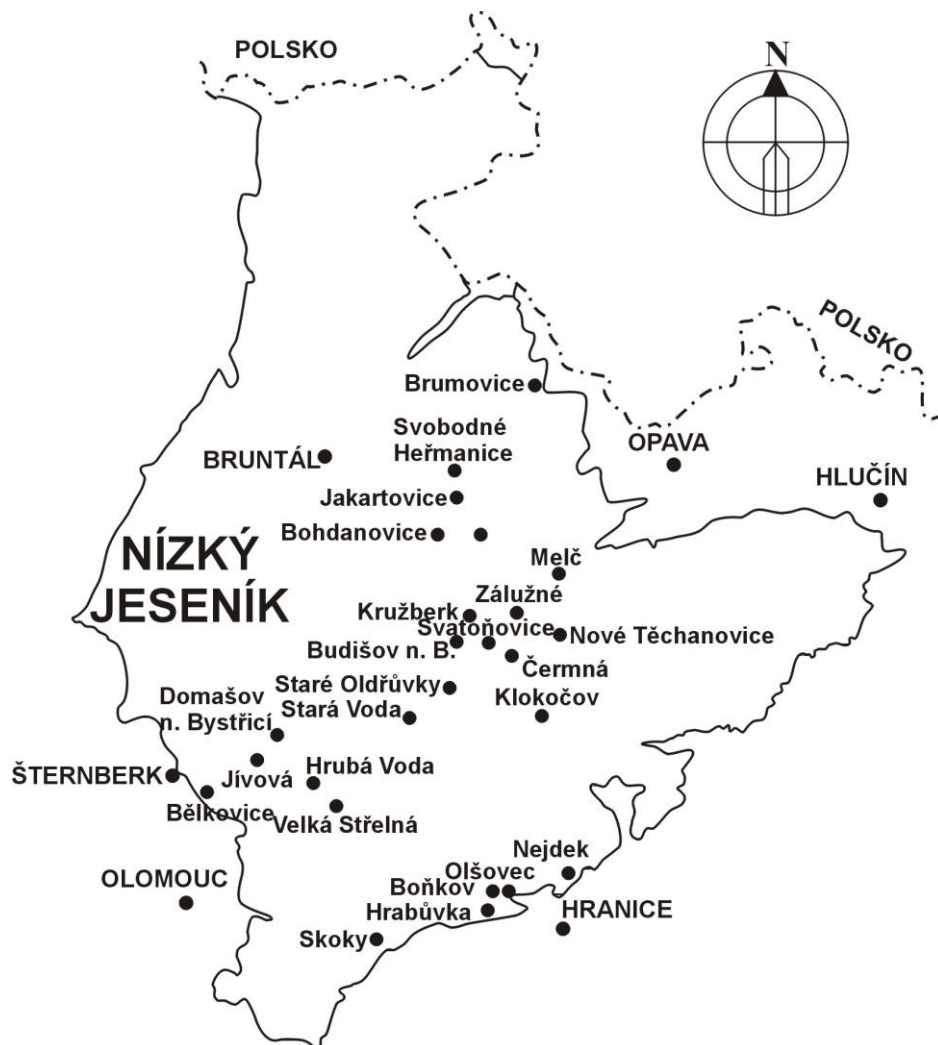 POLSKO
N
POLSKO
Brumovice
Svobodné
Heřmanice
OPAVA
BRUNTÁL
HLUČÍN
Jakartovice
Bohdanovice
NÍZKÝ
JESENÍK
Melč
Zálužné
Kružberk
Svatoňovice
Nové Těchanovice
Budišov n. B.
Čermná
Staré Oldřůvky
Klokočov
Domašov
n. Bystřicí
Stará Voda
ŠTERNBERK
Jívová
Hrubá Voda
Bělkovice
Velká Střelná
Nejdek
Olšovec
OLOMOUC
Boňkov
Hrabůvka
HRANICE
Skoky